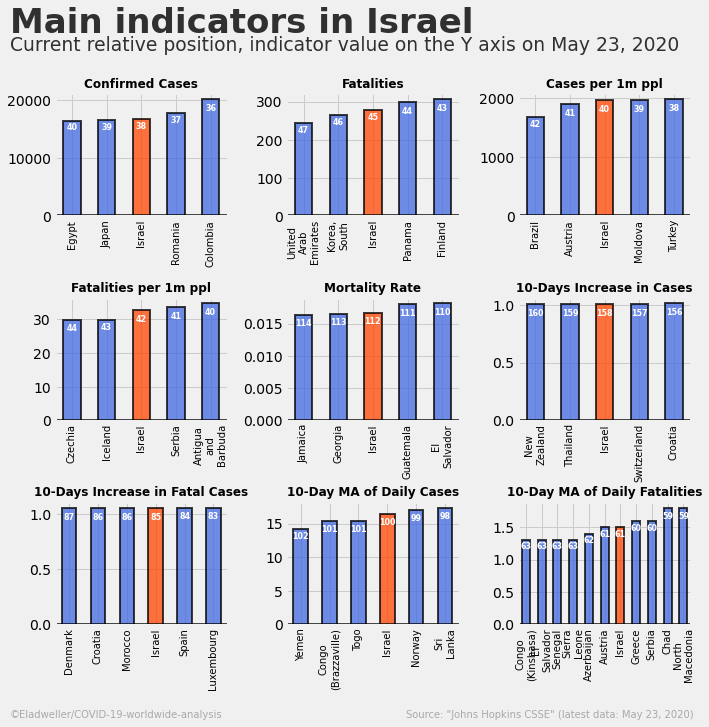 Main indicators in Israel
Current relative position, indicator value on the Y axis on May 23, 2020
Confirmed Cases
20000
10000
0
40
39
38
37
36
Egypt
Japan
Israel
Romania
Colombia
Fatalities
300
200
100
0
47
46
45
44
43
United
Arab
Emirates
Korea,
South
Israel
Panama
Finland
Cases per 1m ppl
2000
1000
0
42
41
40
39
38
Brazil
Austria
Israel
Moldova
Turkey
Fatalities per 1m ppl
30
20
10
0
44
43
42
41
40
Czechia
Iceland
Israel
Serbia
Antigua
and
Barbuda
Mortality Rate
0.015
0.010
0.005
0.000
114
113
112
111
110
Jamaica
Georgia
Israel
Guatemala
El
Salvador
10-Days Increase in Cases
1.0
0.5
0.0
160
159
158
157
156
New
Zealand
Thailand
Israel
Switzerland
Croatia
10-Days Increase in Fatal Cases
1.0
0.5
0.0
87
86
86
85
84
83
Denmark
Croatia
Morocco
Israel
Spain
Luxembourg
10-Day MA of Daily Cases
15
10
5
0
102
101
101
100
99
98
Yemen
Congo
(Brazzaville)
Togo
Israel
Norway
Sri
Lanka
10-Day MA of Daily Fatalities
1.5
1.0
0.5
0.0
63
63
63
63
62
61
61
60
60
59
59
Congo
(Kinshasa)
El
Salvador
Senegal
Sierra
Leone
Azerbaijan
Austria
Israel
Greece
Serbia
Chad
North
Macedonia
©Eladweller/COVID-19-worldwide-analysis
Source: "Johns Hopkins CSSE" (latest data: May 23, 2020)